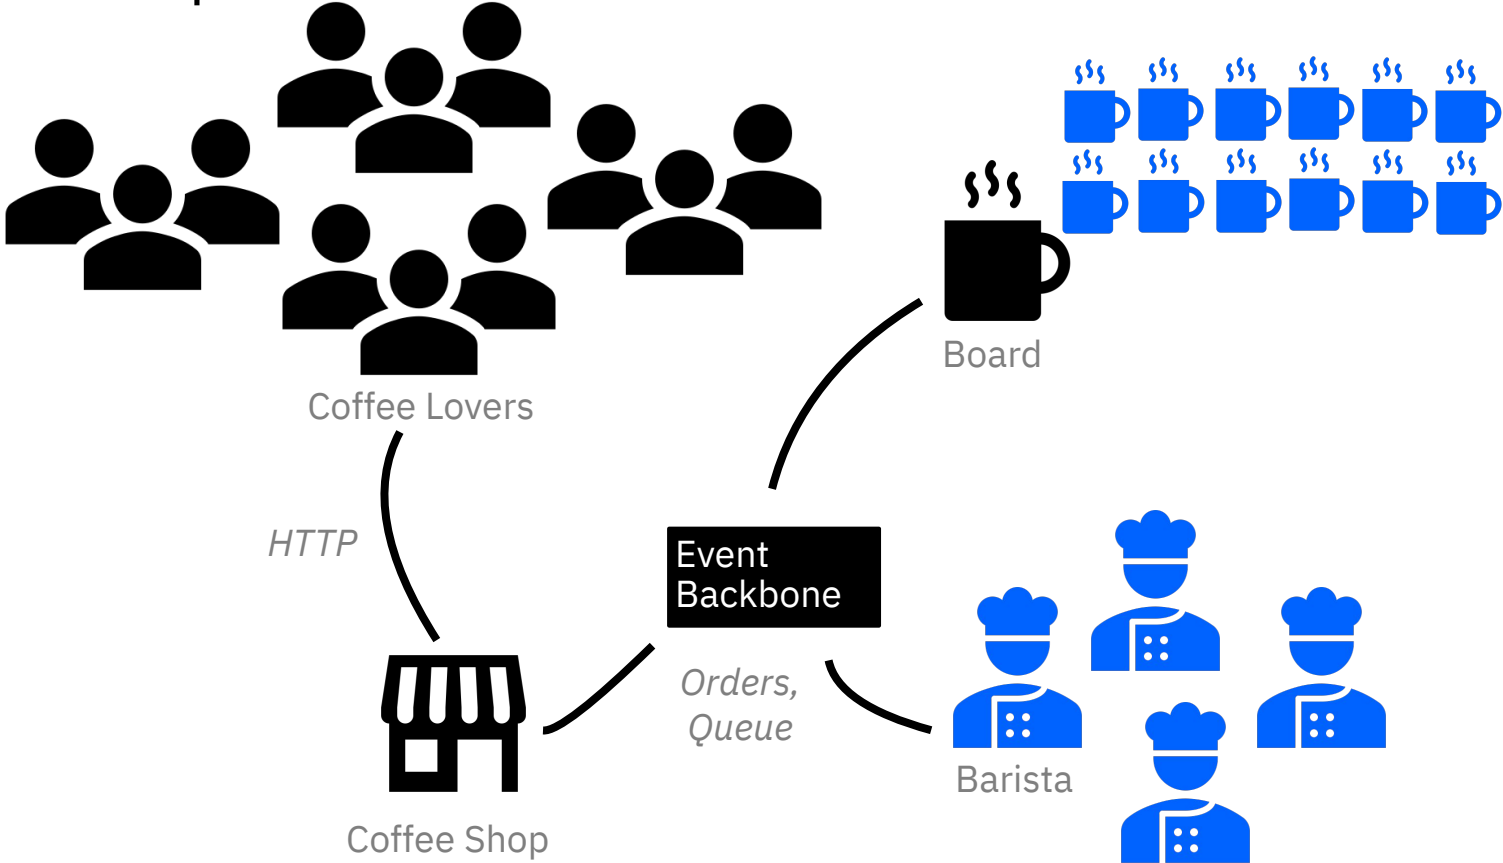 Coffee Lovers
Board
HTTP
Event
Backbone
Orders,
Queue
Barista
Coffee Shop